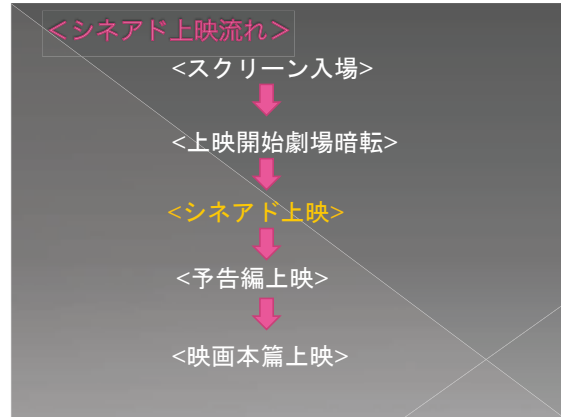 ＜シネアド上映流れ＞
<スクリーン入場>
<上映開始劇場暗転>
<シネアド上映>
<予告編上映>
<映画本篇上映>